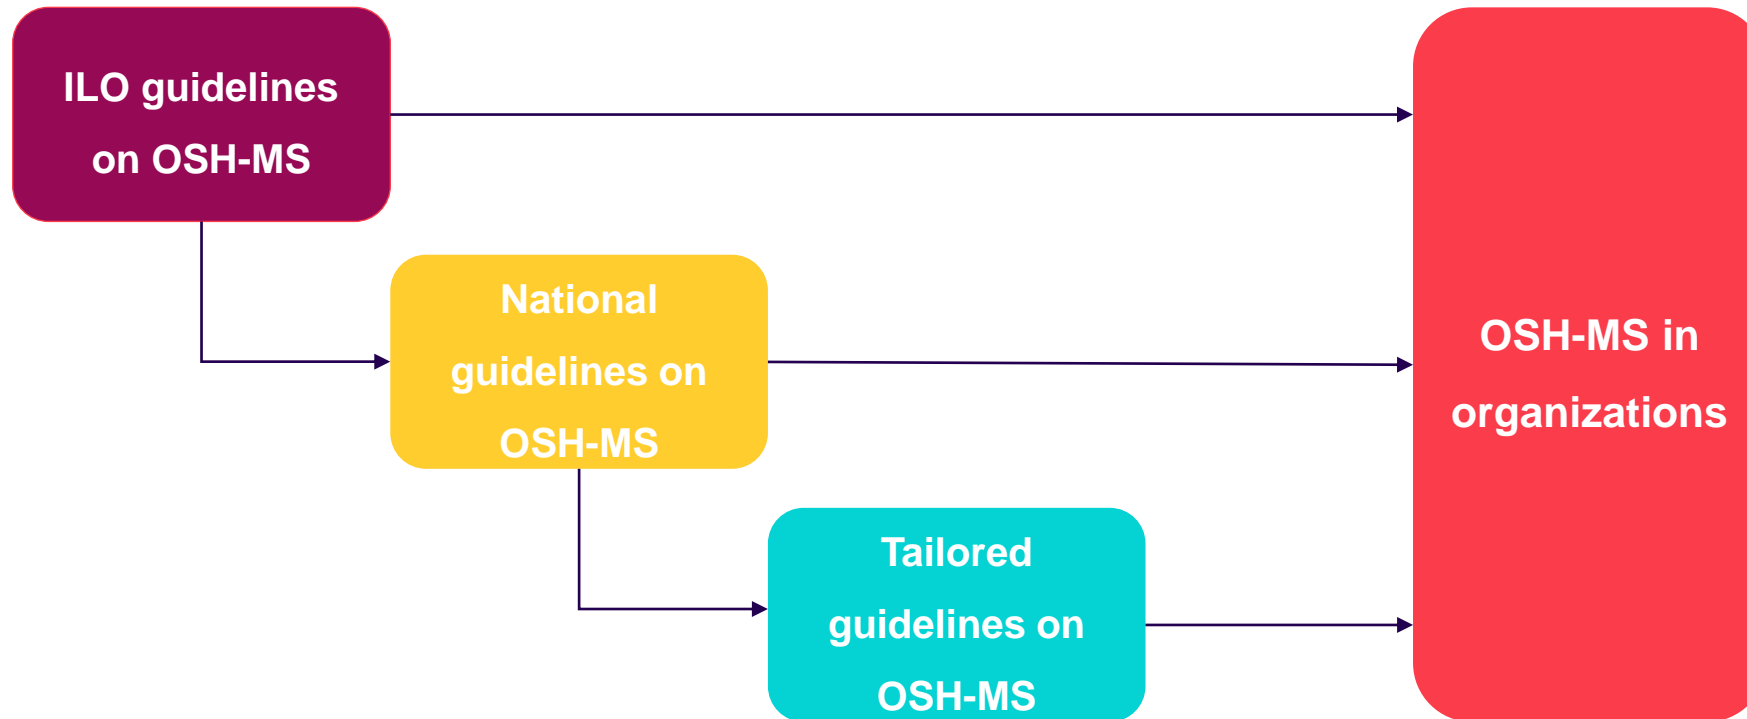 ILO guidelines
on OSH-MS
National
guidelines on
OSH-MS
Tailored
guidelines on
OSH-MS
OSH-MS in
organizations